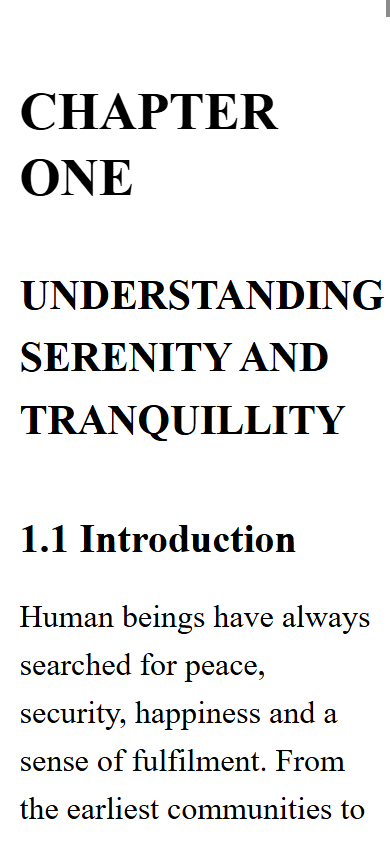 CHAPTER
ONE
UNDERSTANDING
SERENITY AND
TRANQUILLITY
1.1 Introduction
Human beings have always
searched for peace,
security, happiness and a
sense of fulfilment. From
the earliest communities to